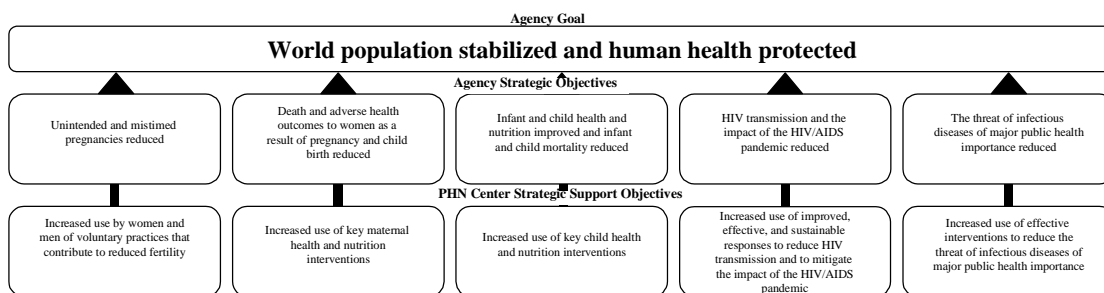 Agency Goal
World population stabilized and human health protected
Agency Strategic Objectives
Unintended and mistimed
pregnancies reduced
Death and adverse health
outcomes to women as a
result of pregnancy and child
birth reduced
Infant and child health and
nutrition improved and infant
and child mortality reduced
HIV transmission and the
impact of the HIV/AIDS
pandemic reduced
The threat of infectious
diseases of major public health
importance reduced
PHN Center Strategic Support Objectives
Increased use by women and
men of voluntary practices that
contribute to reduced fertility
Increased use of key maternal
health and nutrition
interventions
Increased use of key child health
and nutrition interventions
Increased use of improved,
effective, and sustainable
responses to reduce HIV
transmission and to mitigate
the impact of the HIV/AIDS
pandemic
Increased use of effective
interventions to reduce the
threat of infectious diseases of
major public health importance